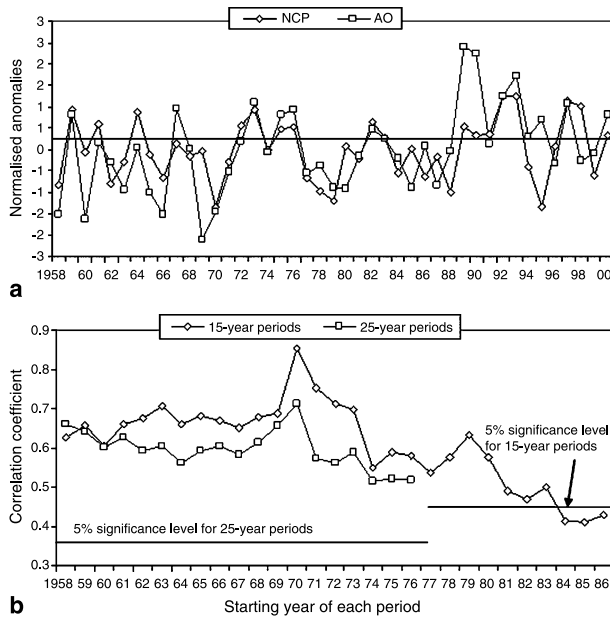 NCP AO
Normalised anomalies
3
3
2
2
1
1
0
-1
-1
-2
-2
-3
1958 60 62 64 66 68 70 72 74 76 78 80 82 84 86 88 90 92 94 96 98 00
a
15-year periods 25-year periods
Correlation coefficient
0.9
0.8
0.7
0.6
0.5
0.4
0.3
5% significance level
for 15-year periods
5% significance level for 25-year periods
1958 59 60 61 62 63 64 65 66 67 68 69 70 71 72 73 74 75 76 77 78 79 80 81 82 83 84 85 86
b
Starting year of each period